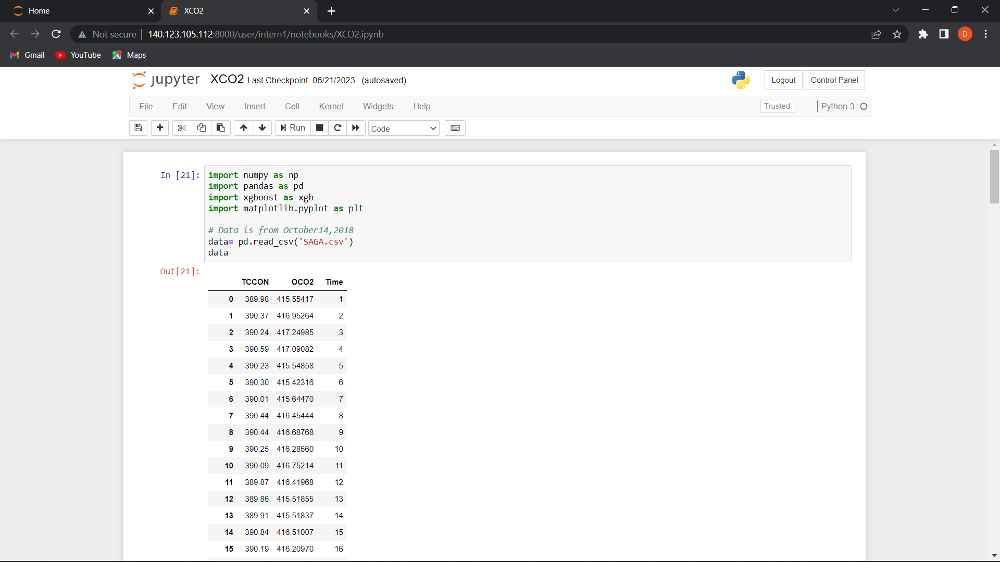 Home
XCO2
Not secure 140.123.105.112:8000/user/intern1/notebooks/XCO2.ipynb
D
Gmail YouTube Maps
jupyter XCO2 Last Checkpoint: 06/21/2023 (autosaved)
Logout Control Panel
File Edit View Insert Cell Kernel Widgets Help
Trusted Python 3
Run Code
In [21]:
import numpy as np
import pandas as pd
import xgboost as xgb
import matplotlib.pyplot as plt
# Data is from October14,2018
data= pd.read_csv('SAGA.csv')
data
Out[21]:
TCCON OCO2 Time
0 389.98 415.55417 1
1 390.37 416.95264 2
2 390.24 417.24985 3
3 390.59 417.09082 4
4 390.23 415.54858 5
5 390.30 415.42316 6
6 390.01 415.64470 7
7 390.44 416.45444 8
8 390.44 416.68768 9
9 390.25 416.28560 10
10 390.09 416.75214 11
11 389.87 416.41968 12
12 389.86 415.51855 13
13 389.91 415.51837 14
14 390.84 416.51007 15
15 390.19 416.20970 16